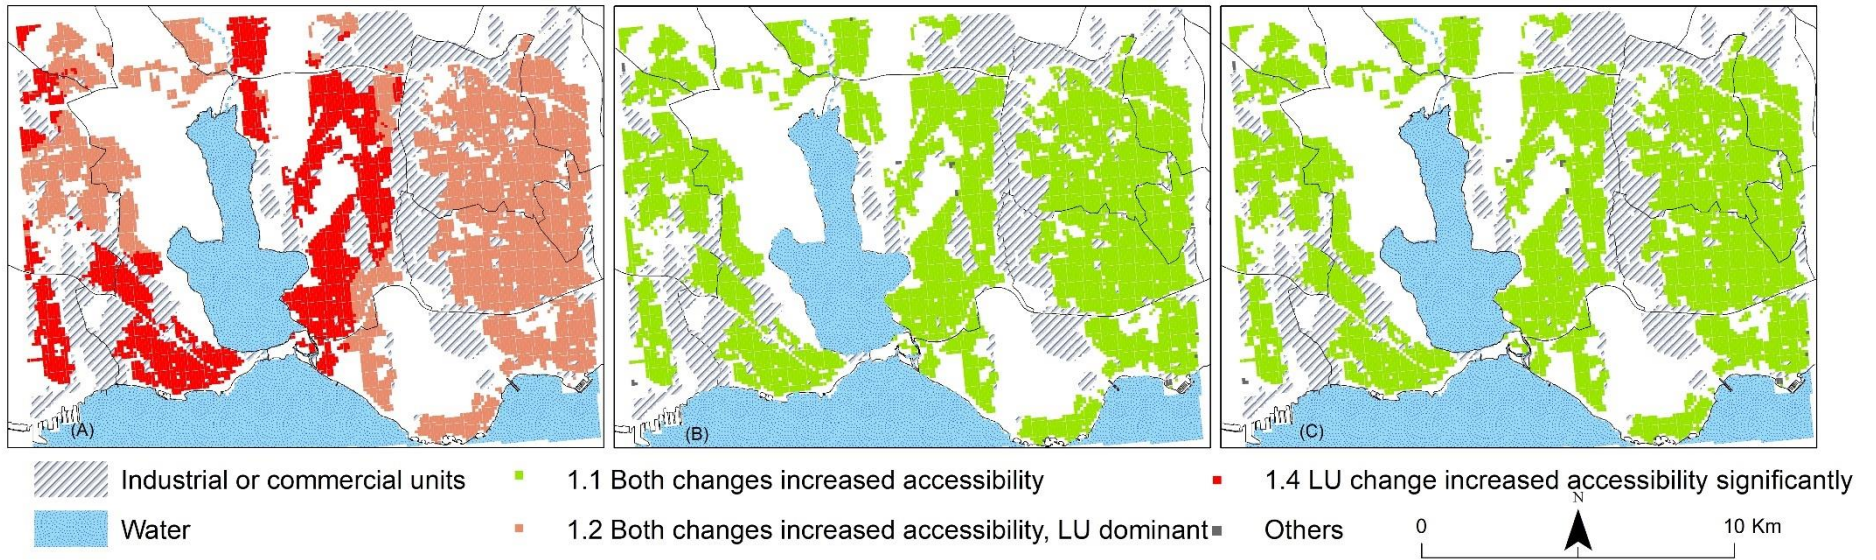 (A)
(B)
(C)
Industrial or commercial units
1.1 Both changes increased accessibility
1.4 LU change increased accessibility significantly
Water
1.2 Both changes increased accessibility, LU dominant
Others
N
0
10 Km